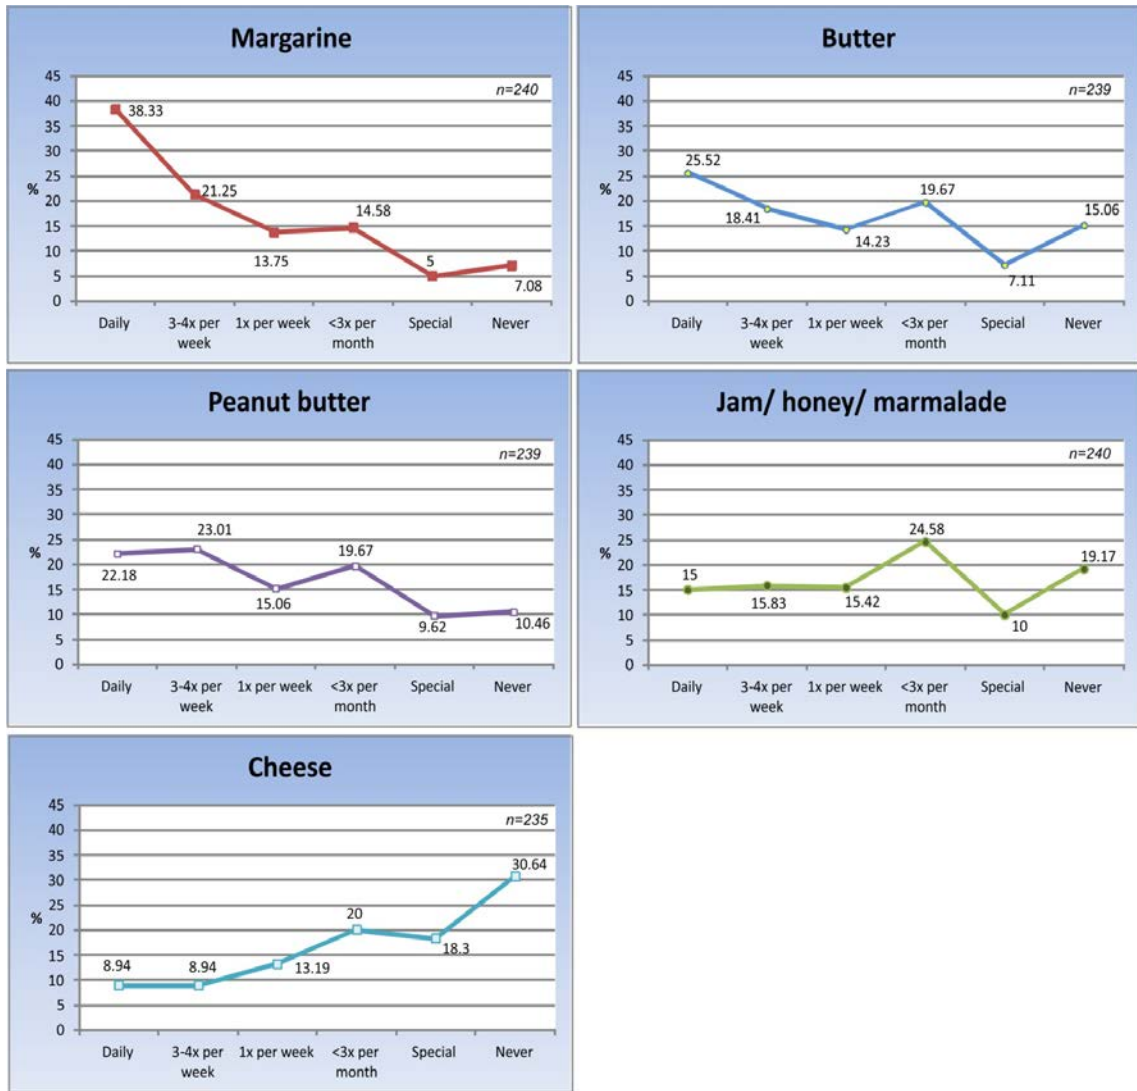 Margarine
n=240
45
40
35
30
25
20
15
10
5
0
%
38.33
21.25
13.75
14.58
5
7.08
Daily
3-4x per
week
1x per week
<3x per
month
Special
Never
Butter
n=239
45
40
35
30
25
20
15
10
5
0
%
25.52
18.41
14.23
19.67
7.11
15.06
Daily
3-4x per
week
1x per week
<3x per
month
Special
Never
Peanut butter
n=239
45
40
35
30
25
20
15
10
5
0
%
22.18
23.01
15.06
19.67
9.62
10.46
Daily
3-4x per
week
1x per week
<3x per
month
Special
Never
Jam/ honey/ marmalade
n=240
45
40
35
30
25
20
15
10
5
0
%
15
15.83
15.42
24.58
10
19.17
Daily
3-4x per
week
1x per week
<3x per
month
Special
Never
Cheese
n=235
45
40
35
30
25
20
15
10
5
0
%
8.94
8.94
13.19
20
18.3
30.64
Daily
3-4x per
week
1x per week
<3x per
month
Special
Never